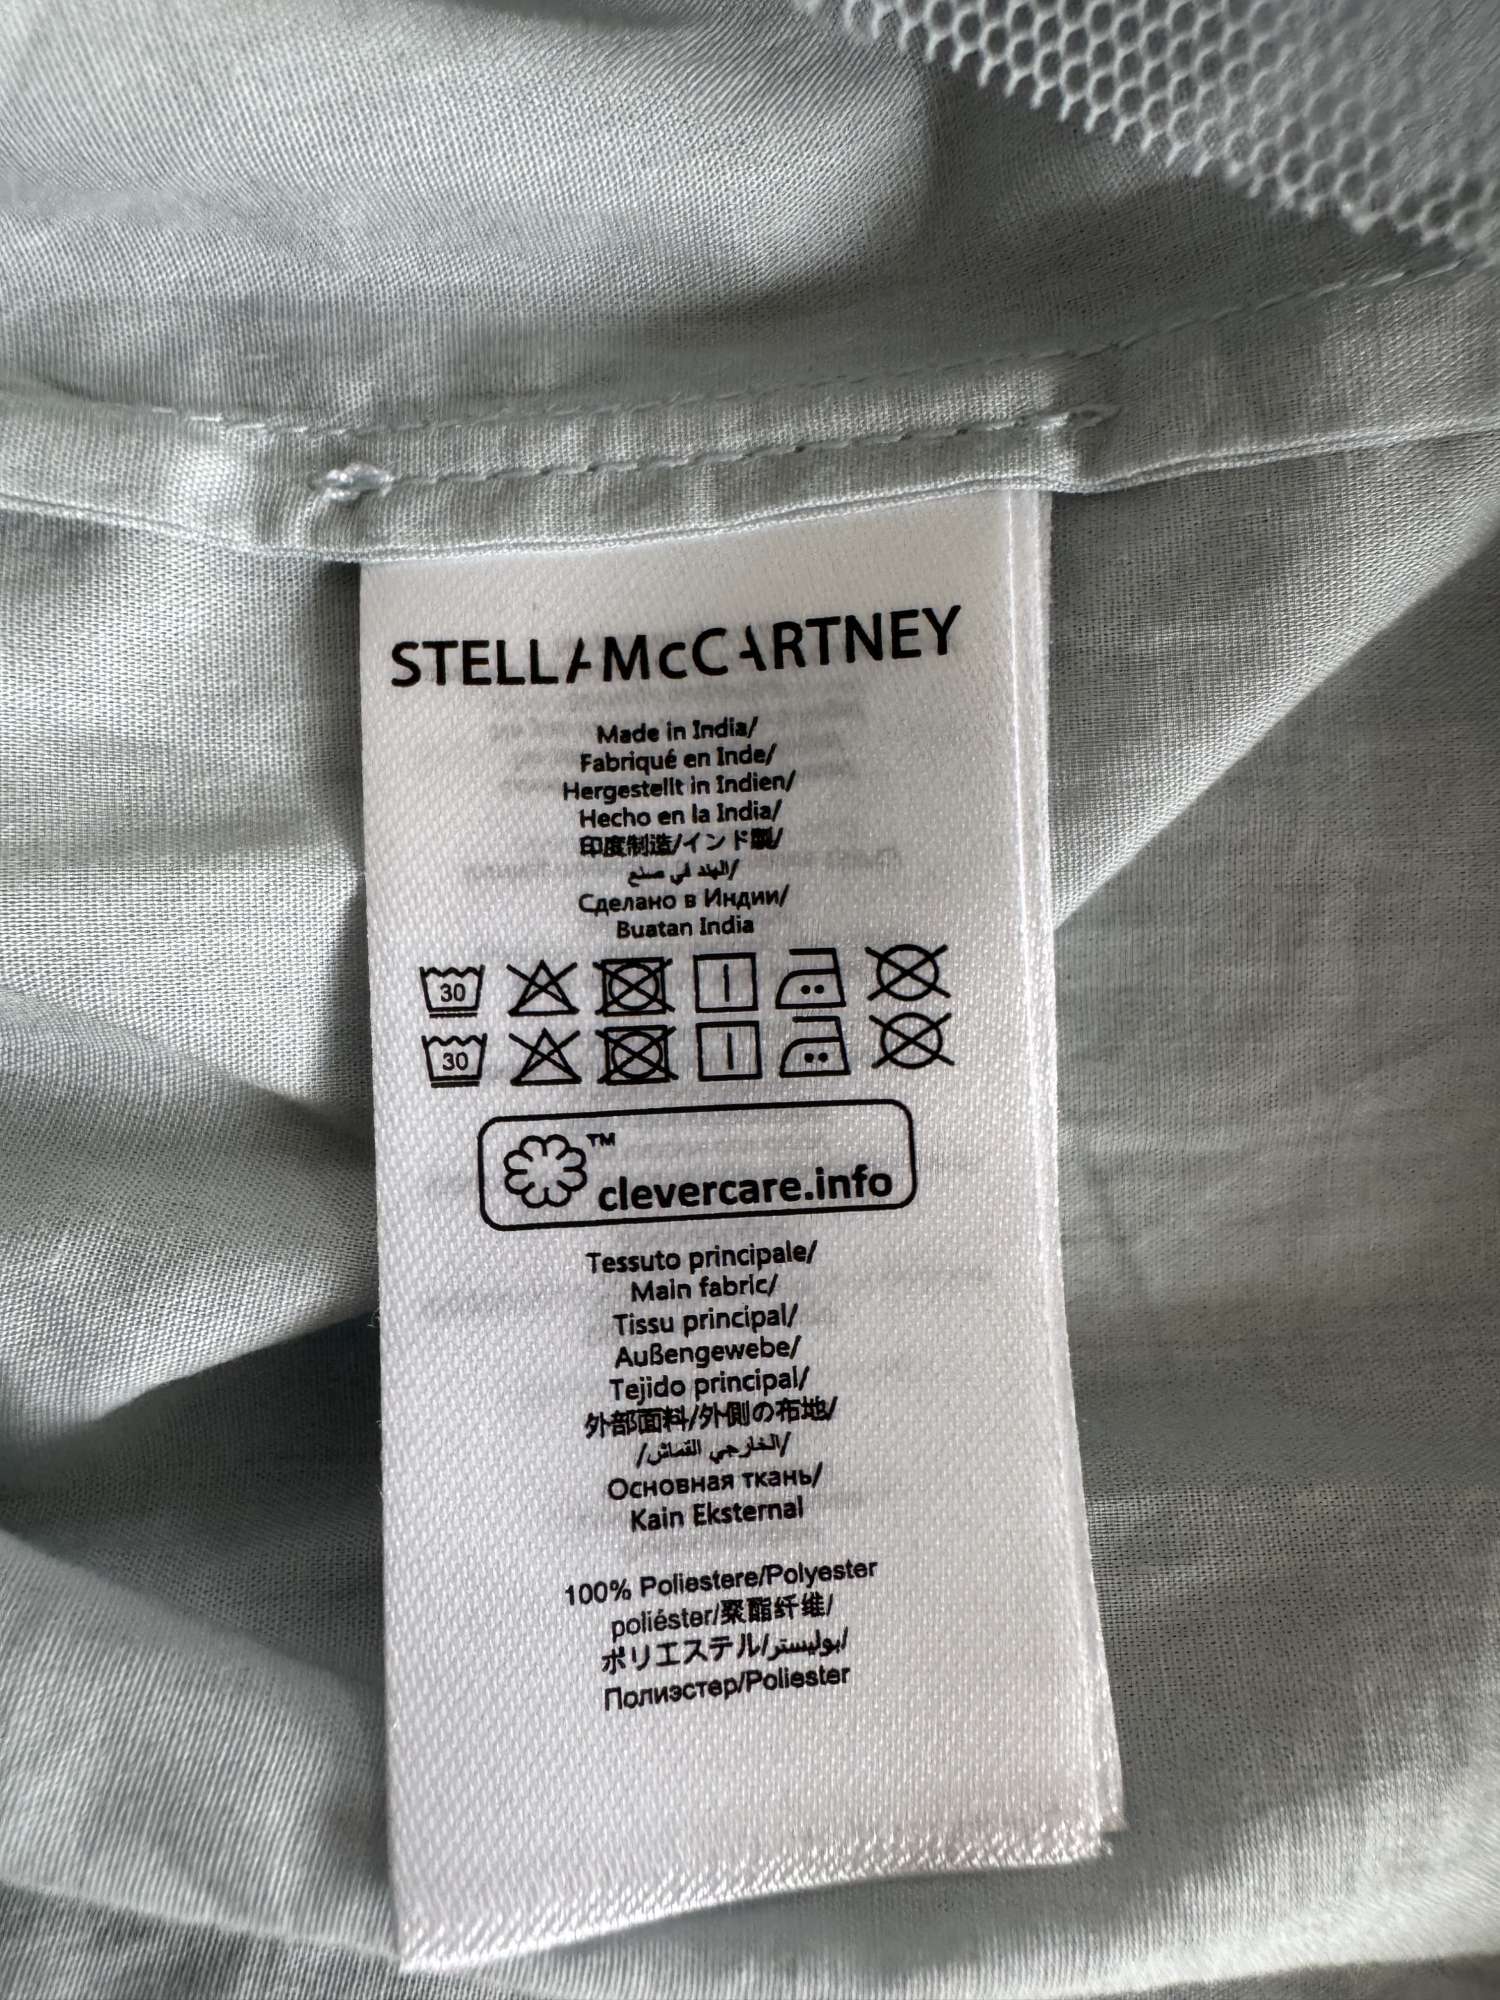 STELLAMcCARTNEY
Made in India/
Fabriqué en Inde/
Hergestellt in Indien/
Hecho en la India/
印度制造/インド製/
الهند في صنع/
Сделано в Индии/
Buatan India
30
30
™
clevercare.info
Tessuto principale/
Main fabric/
Tissu principal/
Außengewebe/
Tejido principal/
外部面料/外側の布地/
/الخارجي القماش/
Основная ткань/
Kain Eksternal
100% Poliestere/Polyester
poliéster/聚酯纤维/
ポリエステル/بوليستر/
Полиэстер/Poliester